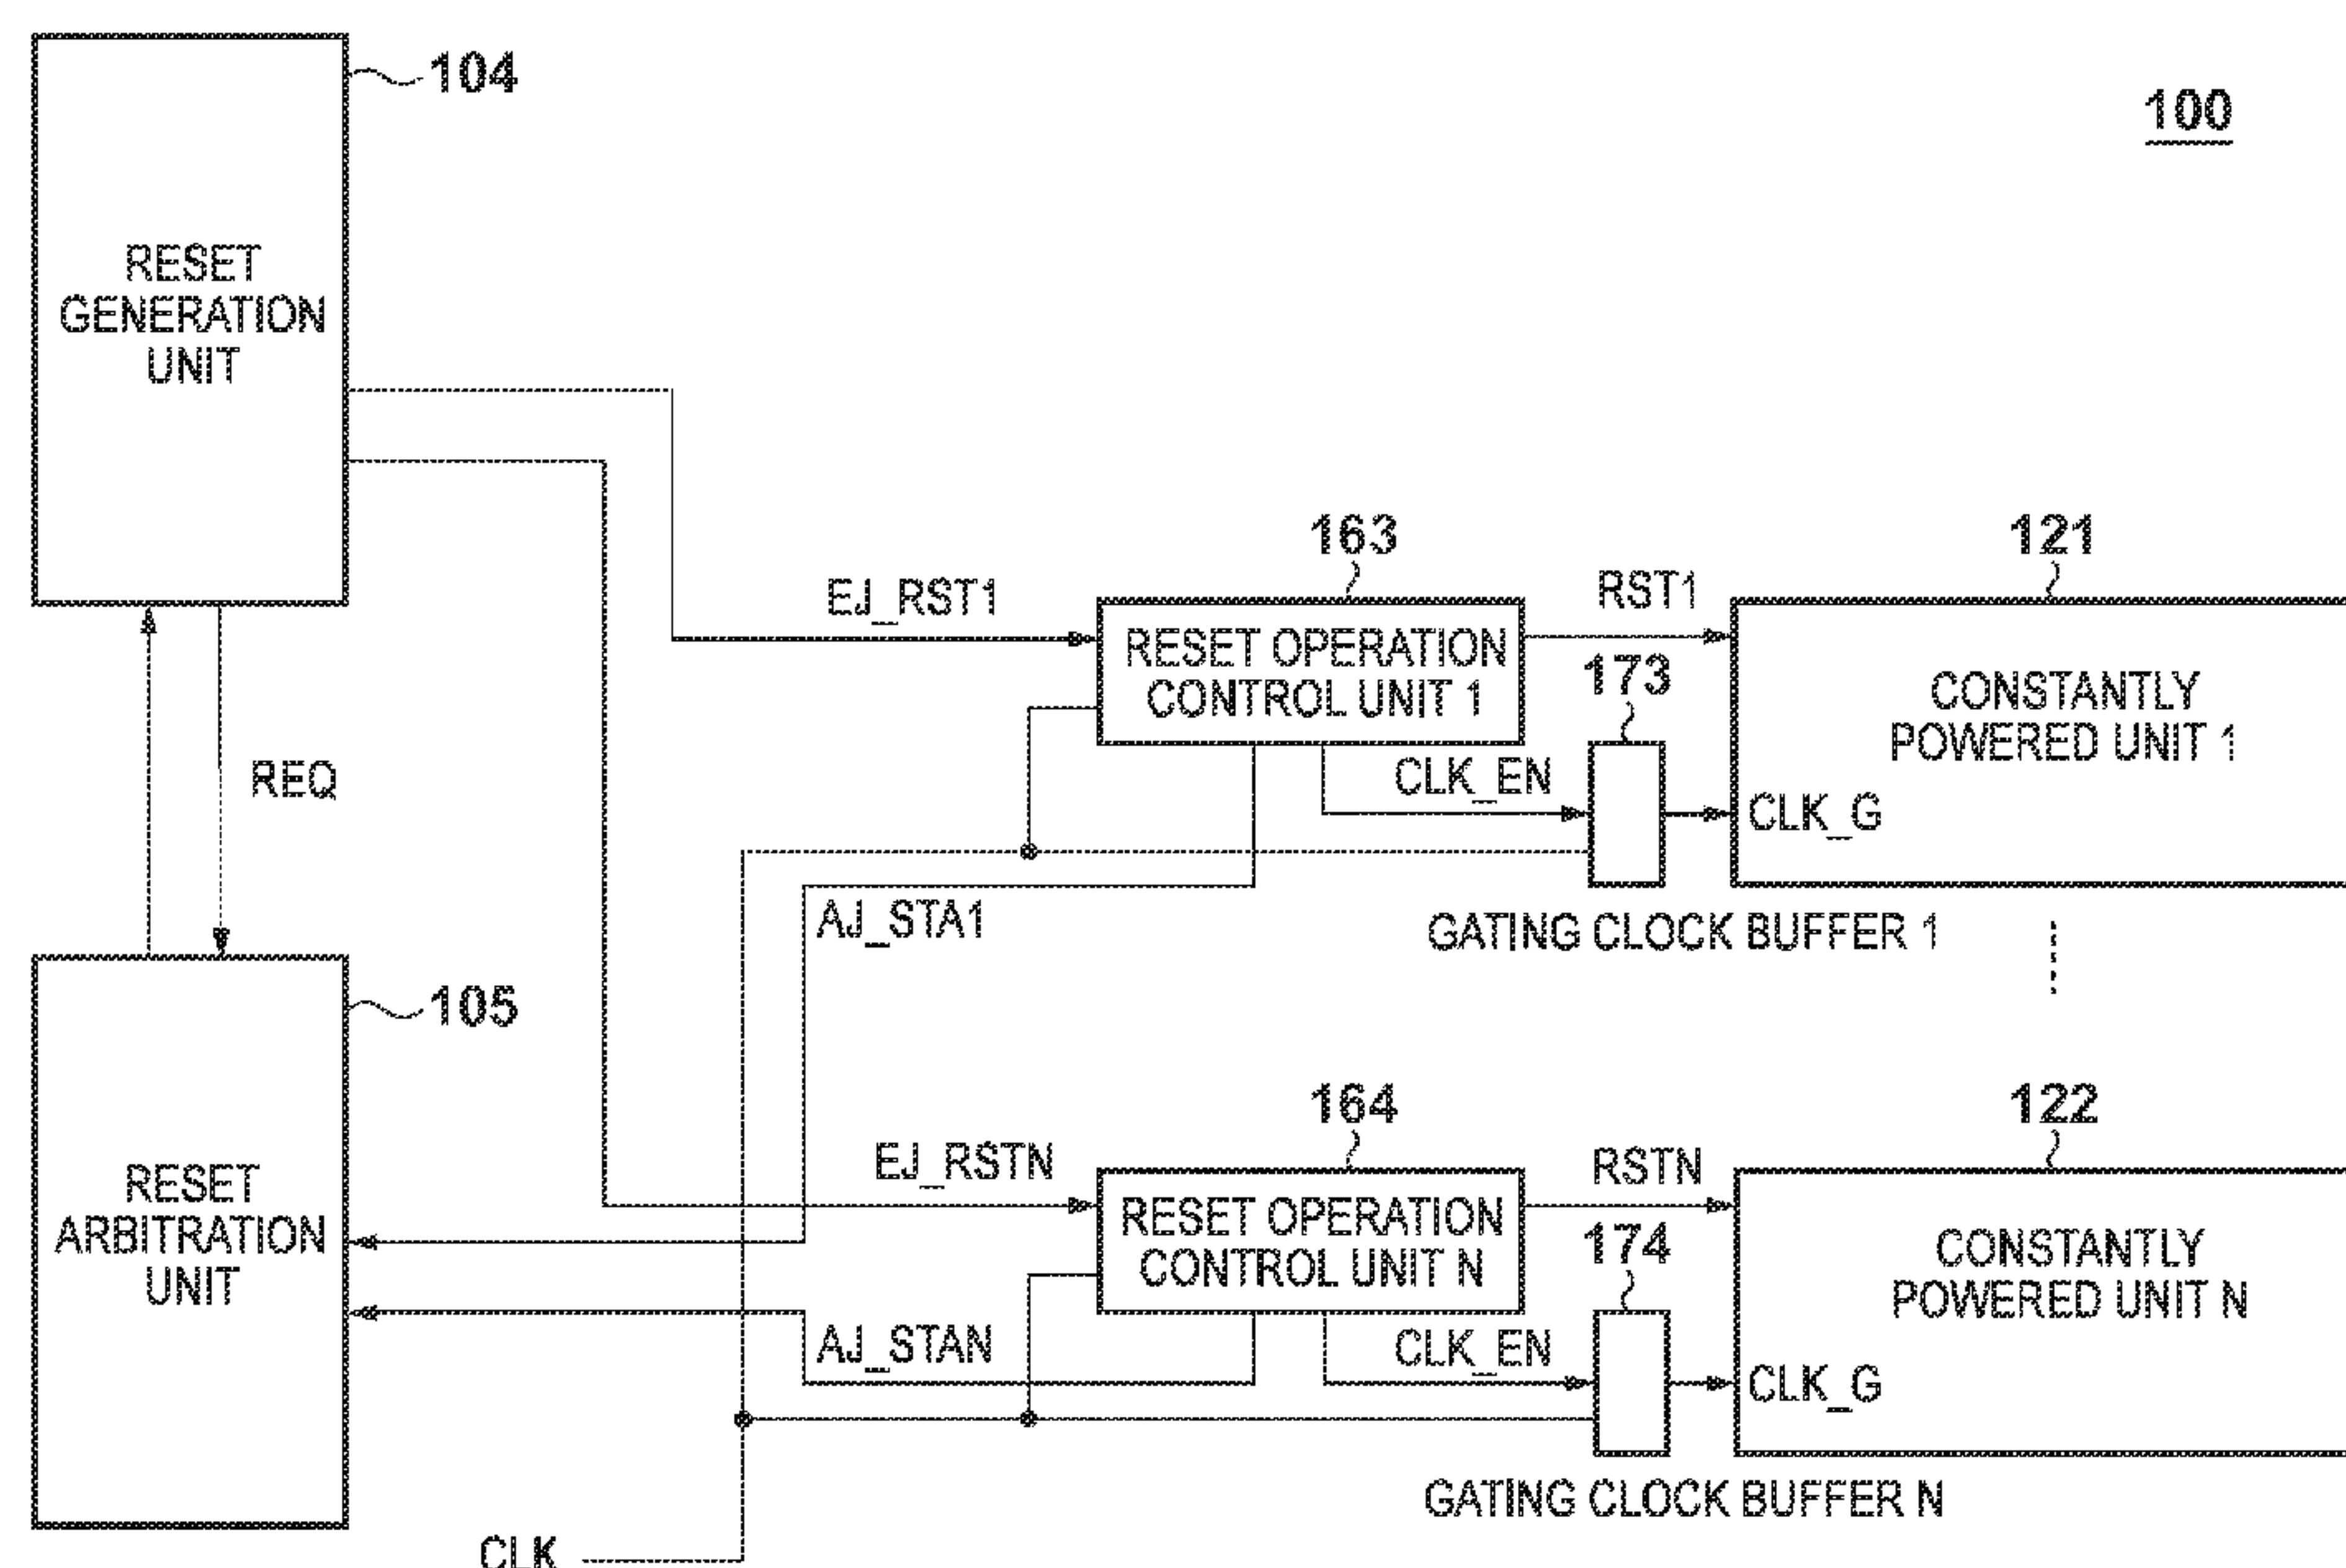 104
100
RESET
GENERATION
UNIT
163
121
EJ_RST1
RST1
RESET OPERATION
CONTROL UNIT 1
173
CONSTANTLY
POWERED UNIT 1
REQ
CLK_EN
CLK_G
AJ_STA1
GATING CLOCK BUFFER 1
105
164
122
EJ_RSTN
RSTN
RESET
ARBITRATION
UNIT
RESET OPERATION
CONTROL UNIT N
174
CONSTANTLY
POWERED UNIT N
AJ_STAN
CLK_EN
CLK_G
GATING CLOCK BUFFER N
CLK